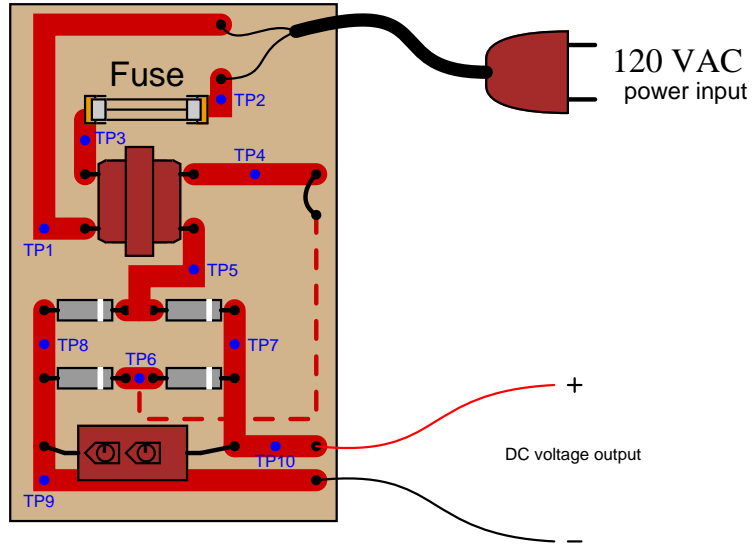 120 VAC
power input
Fuse
TP2
TP3
TP4
TP1
TP5
TP8
TP7
TP6
+
DC voltage output
TP10
TP9
−